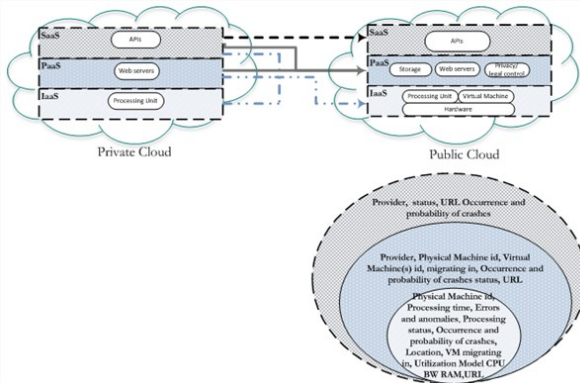 SaaS
APIs
PaaS
Web servers
IaaS
Processing Unit
Private Cloud
SaaS
APIs
PaaS
Storage
Web servers
Privacy/
legal control
IaaS
Processing Unit
Virtual Machine
Hardware
Public Cloud
Provider, status, URL Occurrence and
probability of crashes
Provider, Physical Machine id, Virtual
Machine(s) id, migrating in, Occurrence and
probability of crashes status, URL
Physical Machine id,
Processing time, Errors
and anomalies, Processing
status, Occurrence and
probability of crashes,
Location, VM migrating
in, Utilization Model CPU
BW RAM,URL